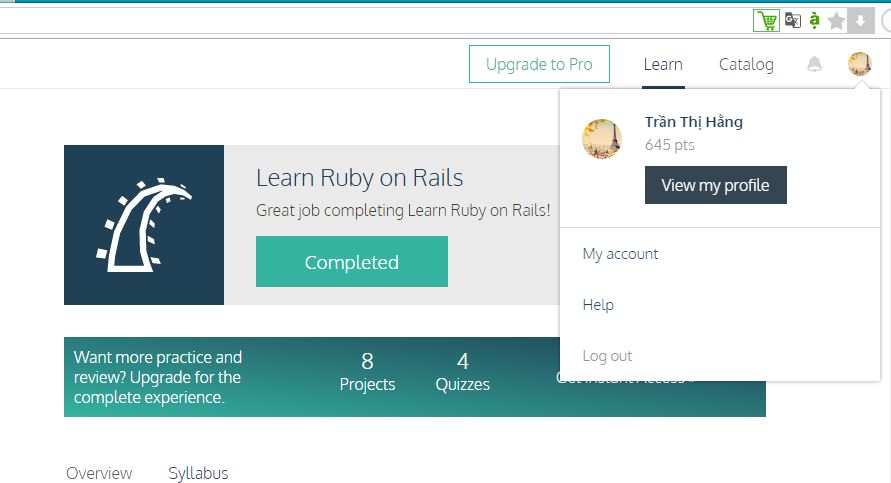 Upgrade to Pro
Learn
Catalog
Trần Thị Hằng
645 pts
View my profile
My account
Help
Log out
Learn Ruby on Rails
Great job completing Learn Ruby on Rails!
Completed
Want more practice and
review? Upgrade for the
complete experience.
8
Projects
4
Quizzes
Get Instant Access »
Overview
Syllabus